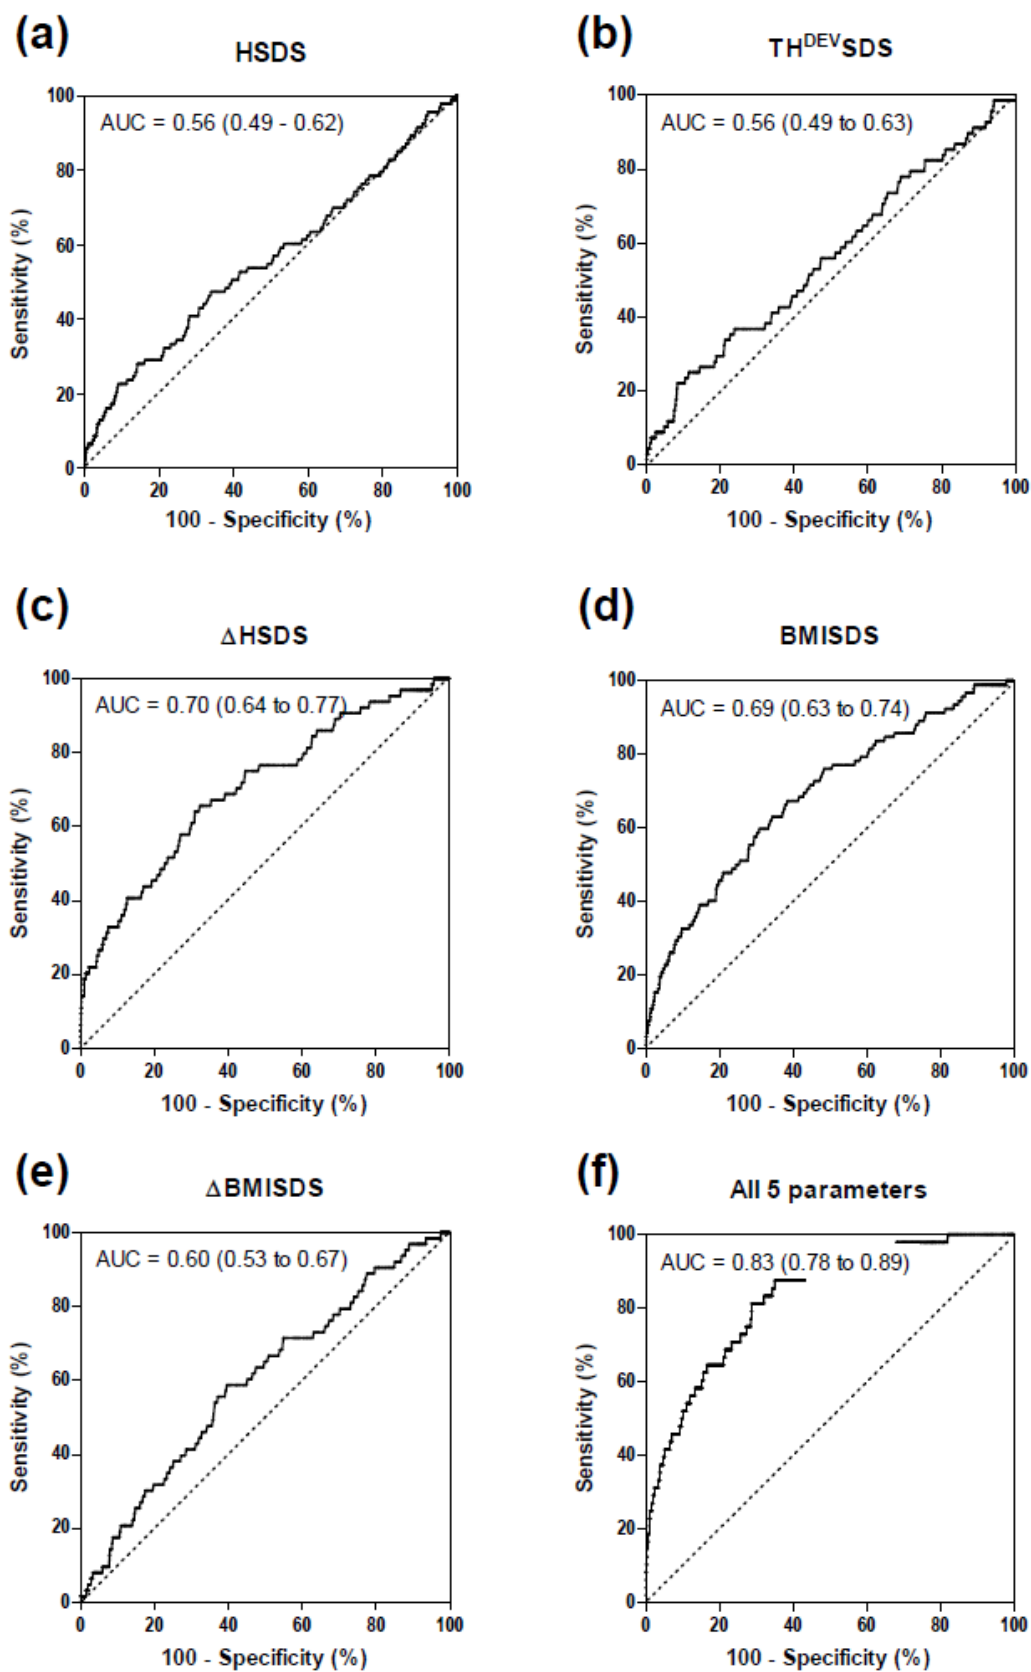 (a)
HSDS
AUC = 0.56 (0.49 - 0.62)
100
80
60
40
20
0
Sensitivity (%)
0 20 40 60 80 100
100 - Specificity (%)
(b)
TH^DEV SDS
AUC = 0.56 (0.49 to 0.63)
100
80
60
40
20
0
Sensitivity (%)
0 20 40 60 80 100
100 - Specificity (%)
(c)
ΔHSDS
AUC = 0.70 (0.64 to 0.77)
100
80
60
40
20
0
Sensitivity (%)
0 20 40 60 80 100
100 - Specificity (%)
(d)
BMISDS
AUC = 0.69 (0.63 to 0.74)
100
80
60
40
20
0
Sensitivity (%)
0 20 40 60 80 100
100 - Specificity (%)
(e)
ΔBMISDS
AUC = 0.60 (0.53 to 0.67)
100
80
60
40
20
0
Sensitivity (%)
0 20 40 60 80 100
100 - Specificity (%)
(f)
All 5 parameters
AUC = 0.83 (0.78 to 0.89)
100
80
60
40
20
0
Sensitivity (%)
0 20 40 60 80 100
100 - Specificity (%)